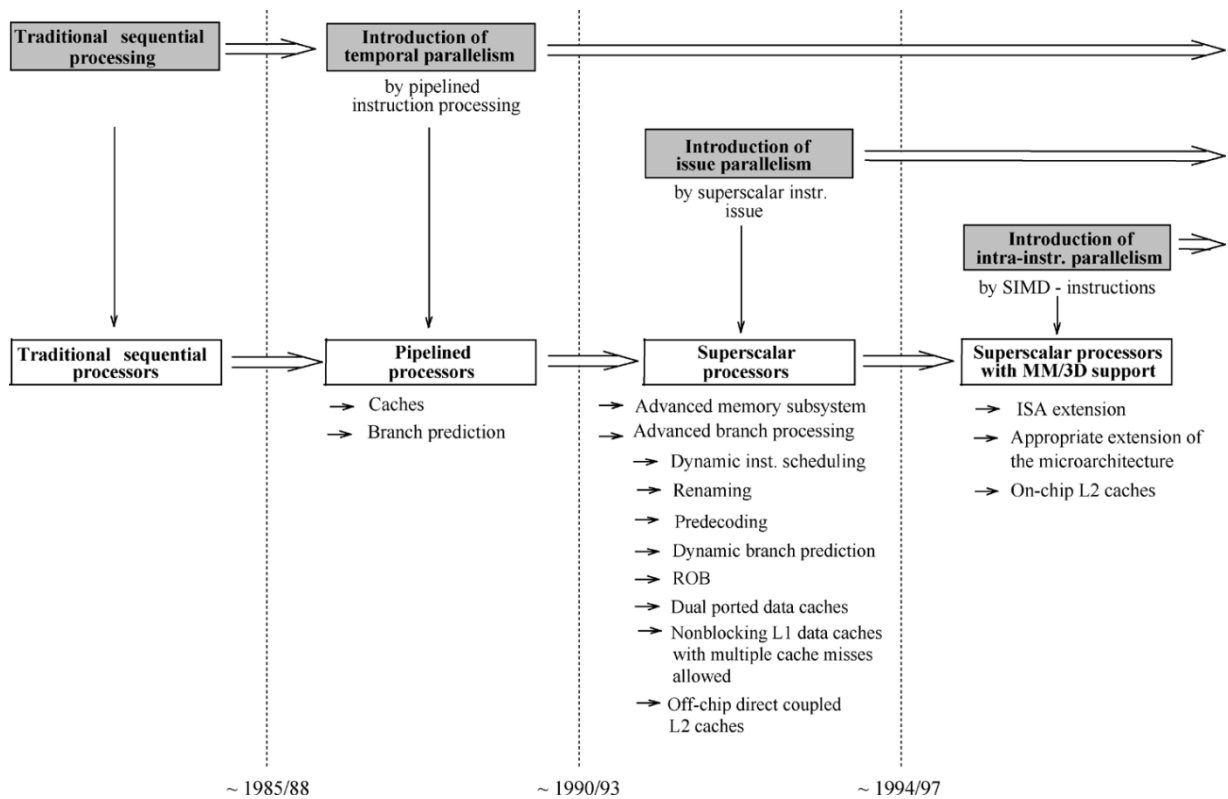 Traditional sequential
processing
Introduction of
temporal parallelism
by pipelined
instruction processing
Introduction of
issue parallelism
by superscalar instr.
issue
Introduction of
intra-instr. parallelism
by SIMD - instructions
Traditional sequential
processors
Pipelined
processors
Superscalar
processors
Superscalar processors
with MM/3D support
Caches
Branch prediction
Advanced memory subsystem
Advanced branch processing
Dynamic inst. scheduling
Renaming
Predecoding
Dynamic branch prediction
ROB
Dual ported data caches
Nonblocking L1 data caches
with multiple cache misses
allowed
Off-chip direct coupled
L2 caches
ISA extension
Appropriate extension of
the microarchitecture
On-chip L2 caches
~ 1985/88
~ 1990/93
~ 1994/97